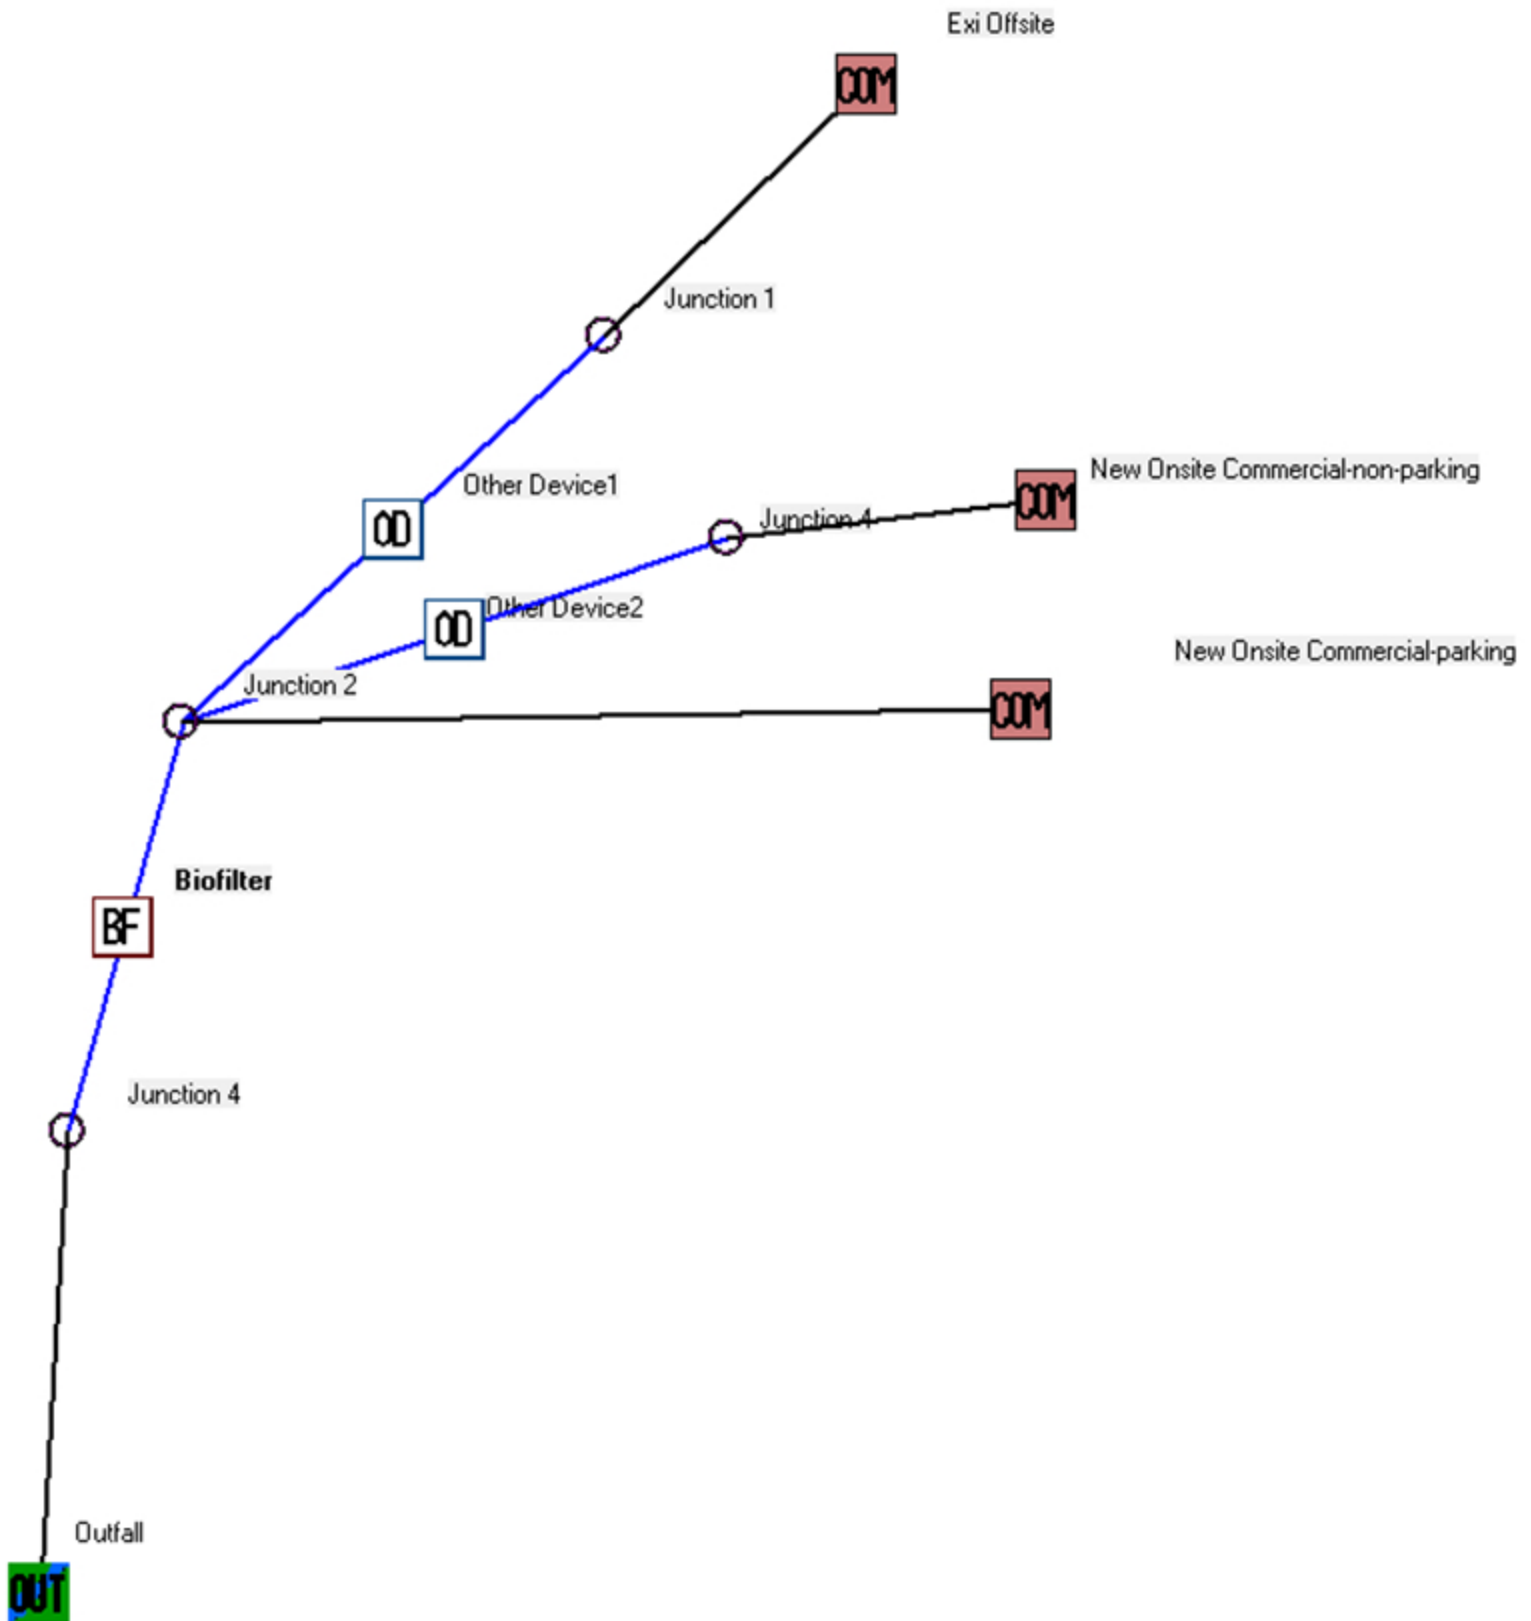 Exi Offsite
COM
Junction 1
New Onsite Commercial-non-parking
COM
Other Device1
Junction 4
OD
Other Device2
OD
New Onsite Commercial-parking
Junction 2
COM
Biofilter
BF
Junction 4
Outfall
OUT